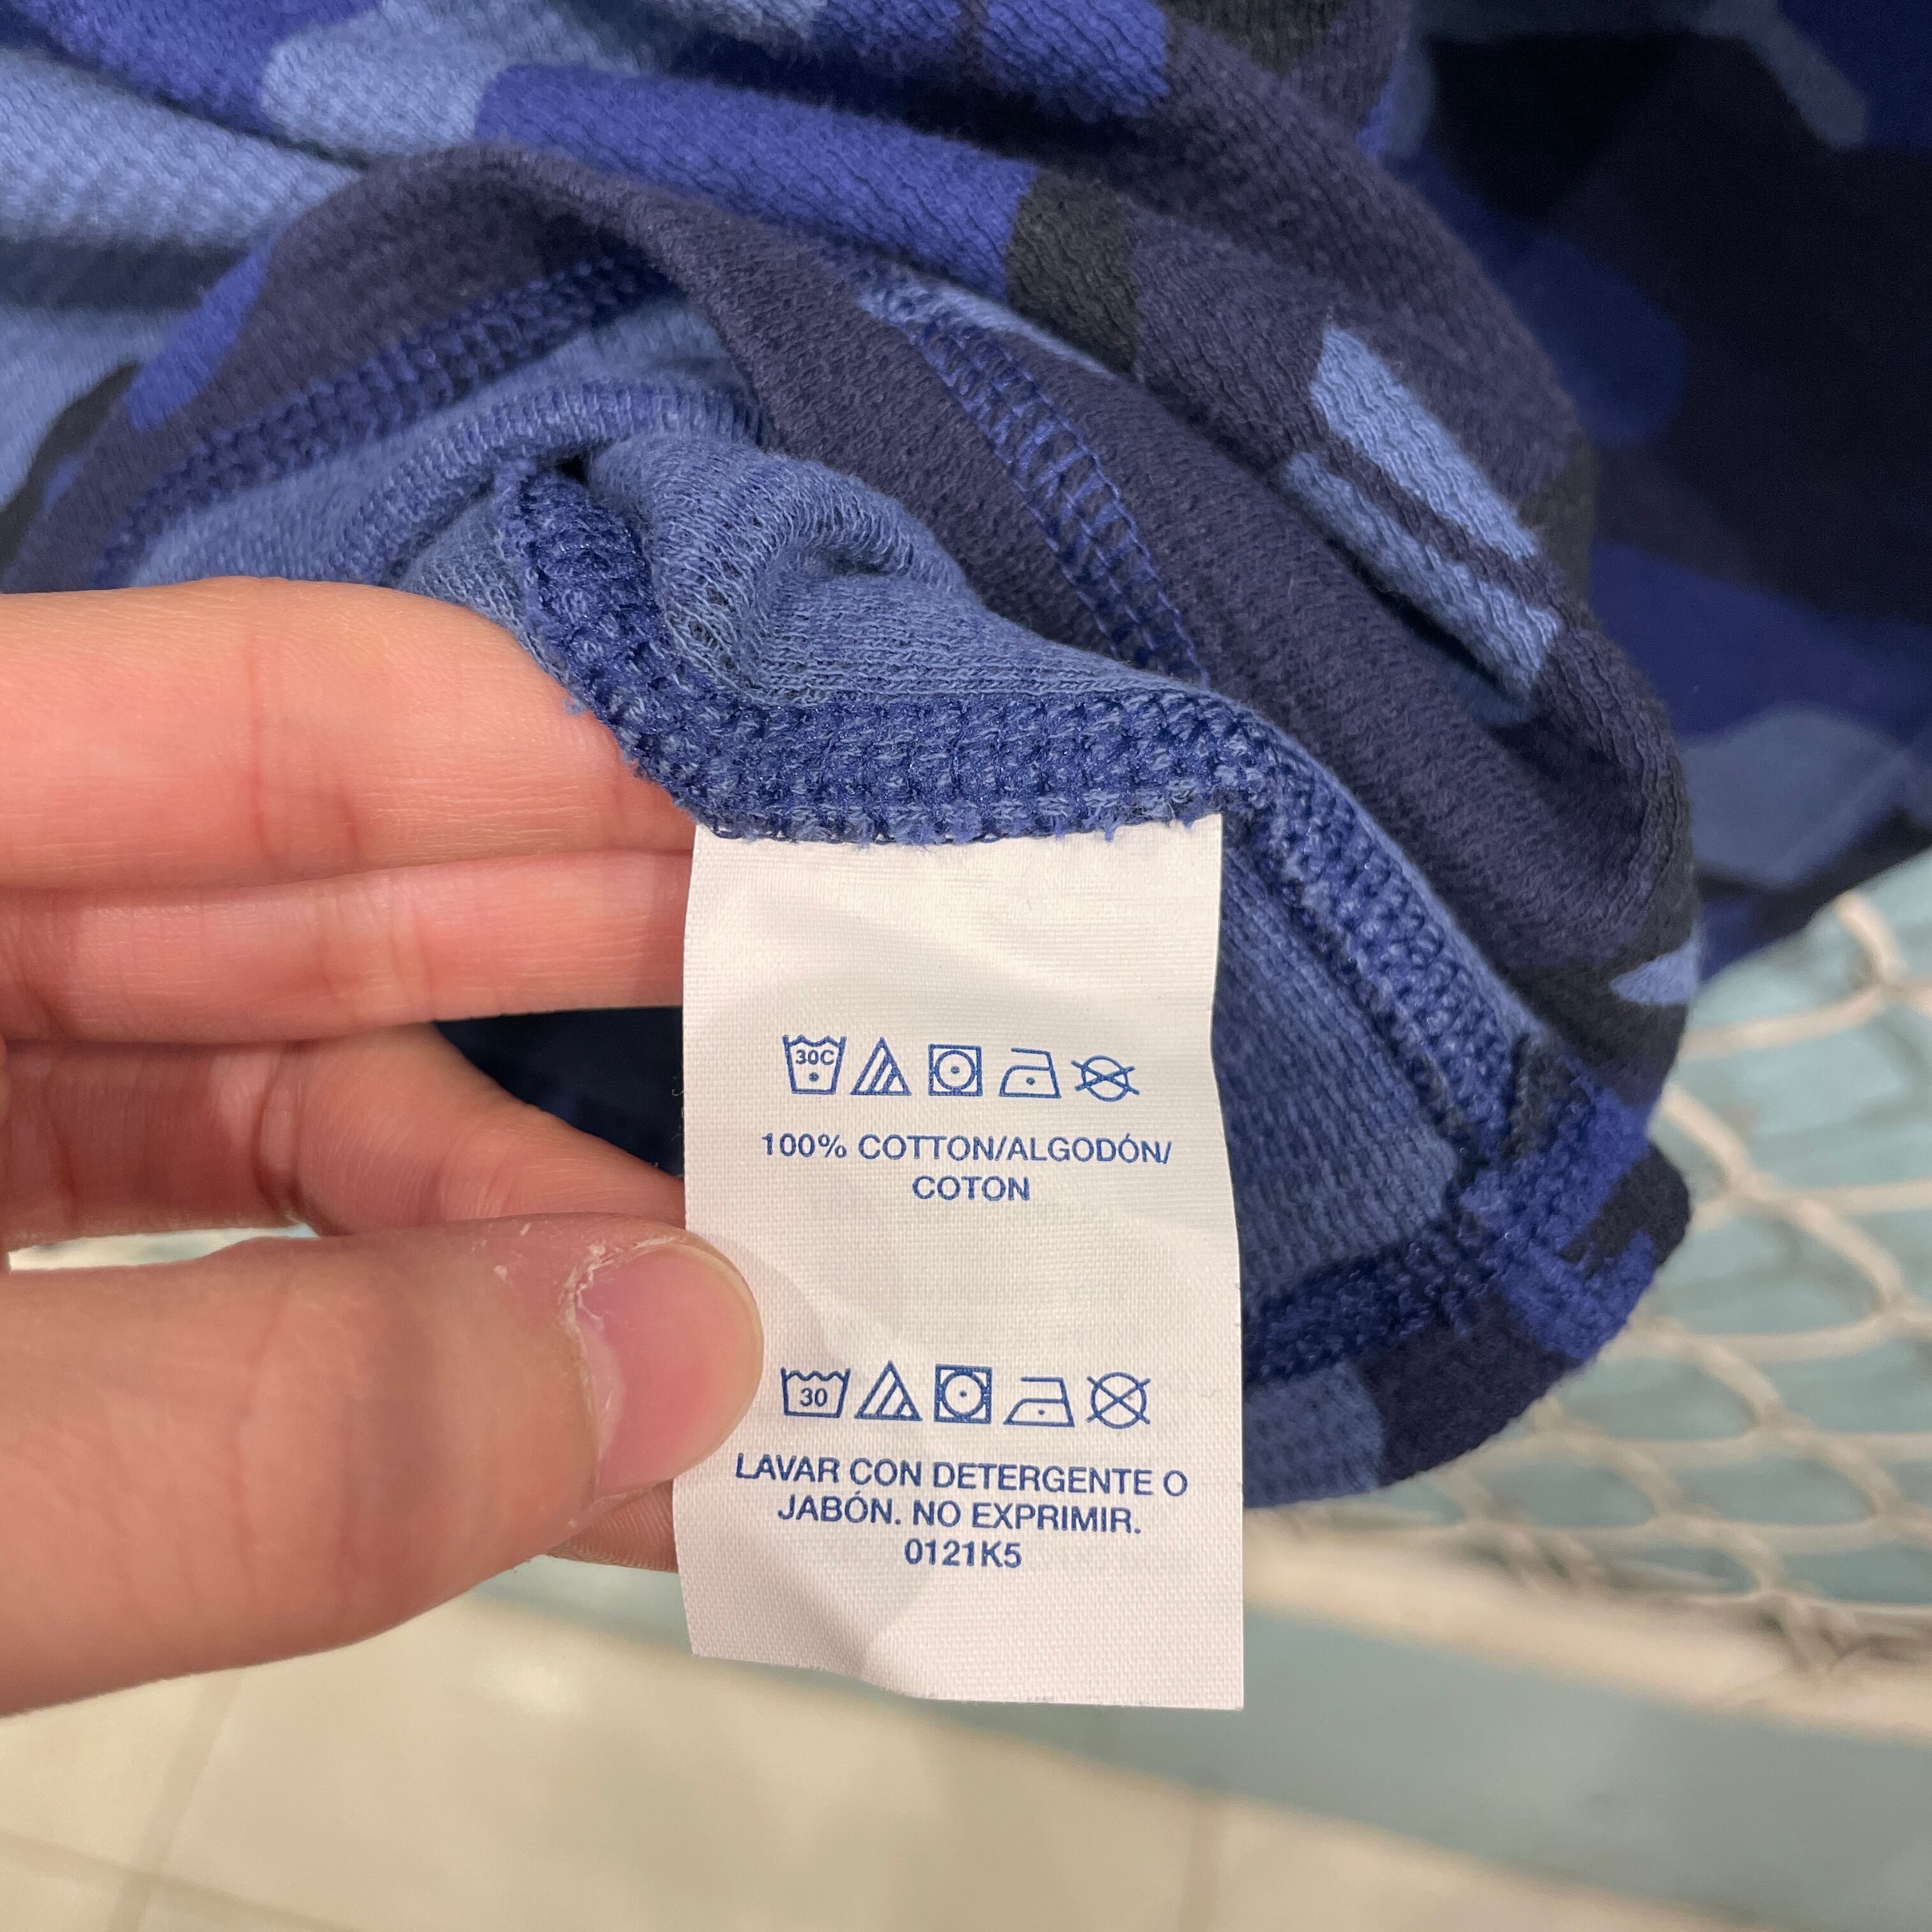 30C
100% COTTON/ALGODÓN/
COTON
30
LAVAR CON DETERGENTE O
JABÓN. NO EXPRIMIR.
0121K5